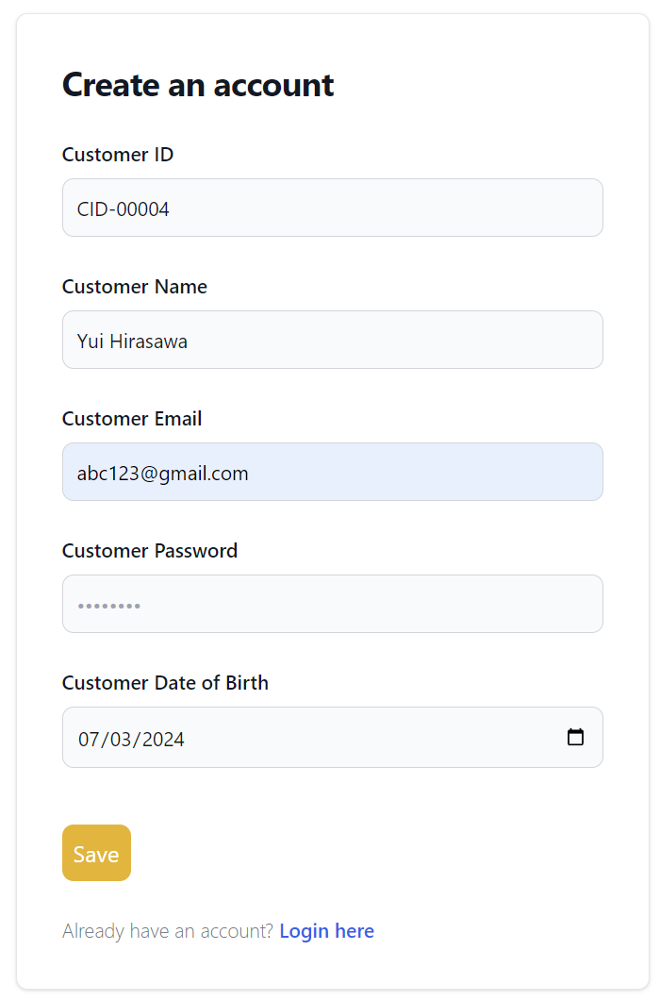 Create an account
Customer ID
CID-00004
Customer Name
Yui Hirasawa
Customer Email
abc123@gmail.com
Customer Password
••••••••
Customer Date of Birth
07/03/2024
Save
Already have an account? Login here